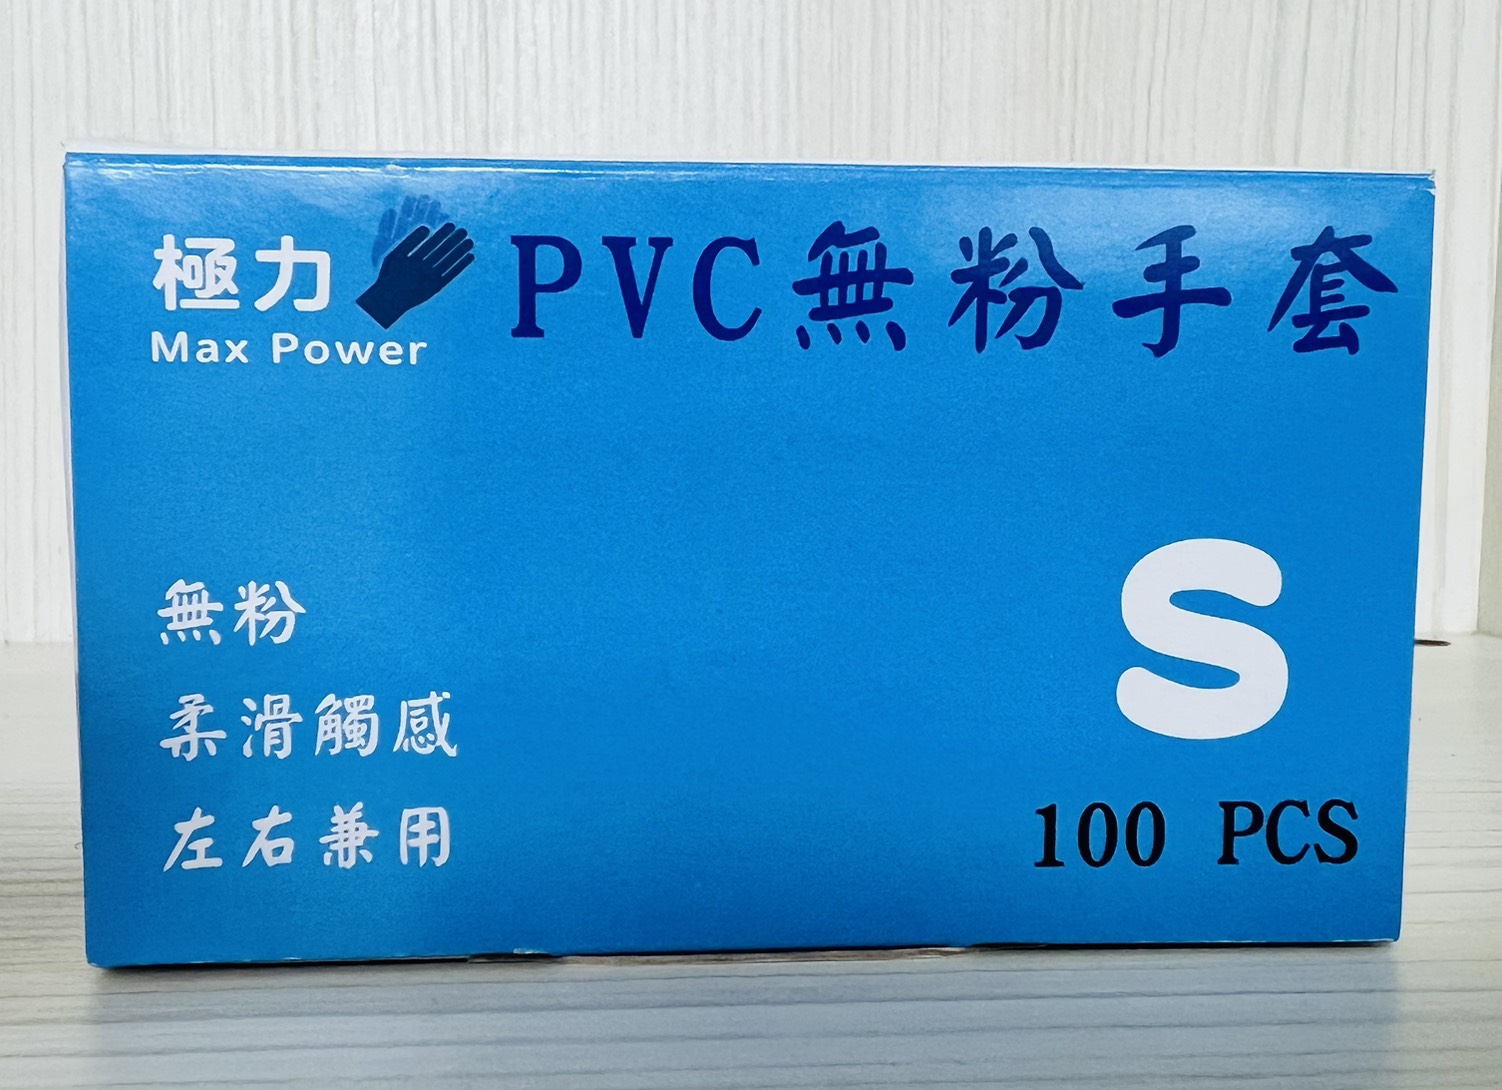 極力
Max Power
PVC無粉手套
無粉
柔滑觸感
左右兼用
S
100 PCS